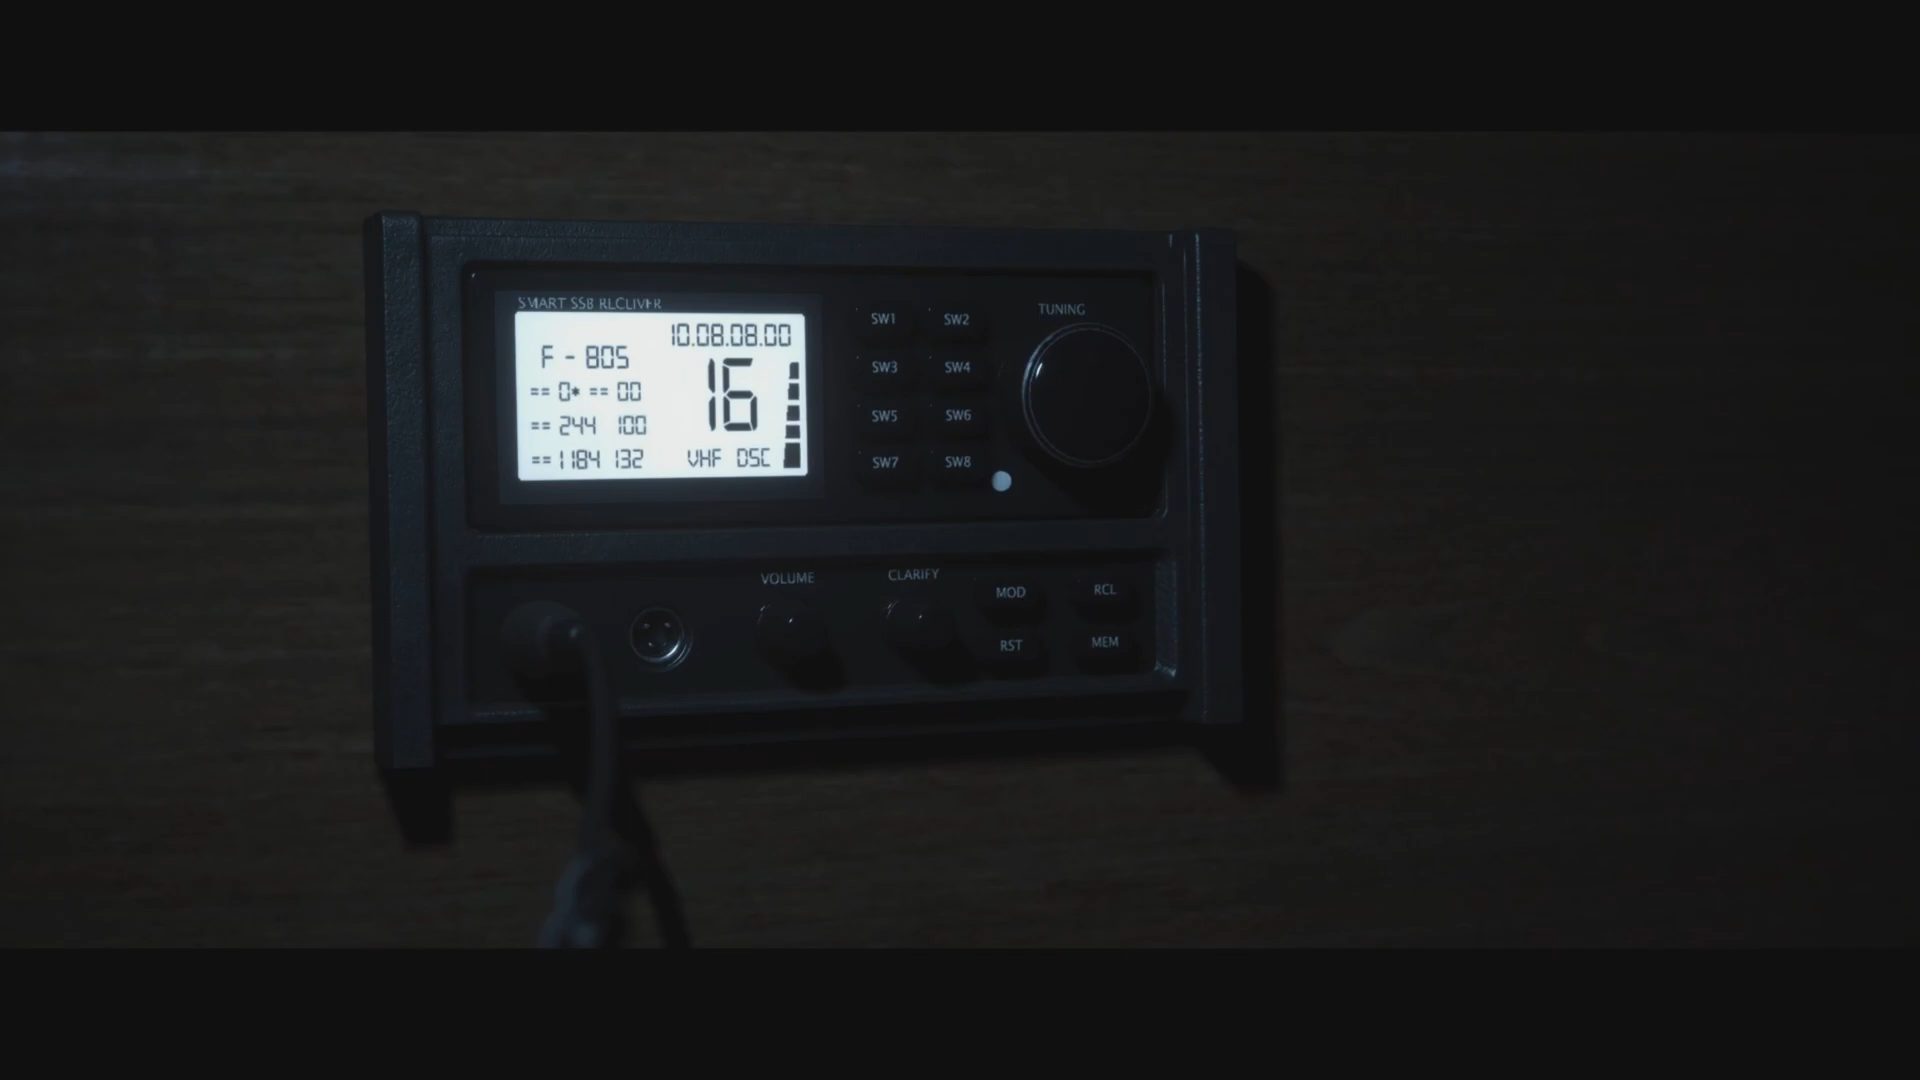 SMART SSB RECEIVER
10.08.08.00
F - 805
16
== 0* == 00
== 244 100
== 1184 132
VHF DSC
SW1 SW2
SW3 SW4
SW5 SW6
SW7 SW8
TUNING
VOLUME
CLARIFY
MOD RCL
RST MEM